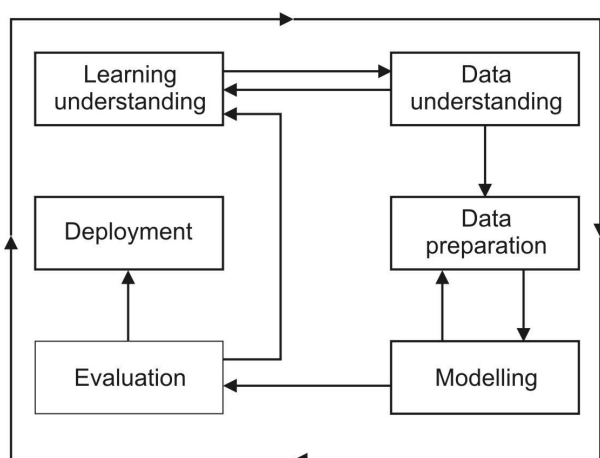 Learning
understanding
Data
understanding
Deployment
Data
preparation
Evaluation
Modelling